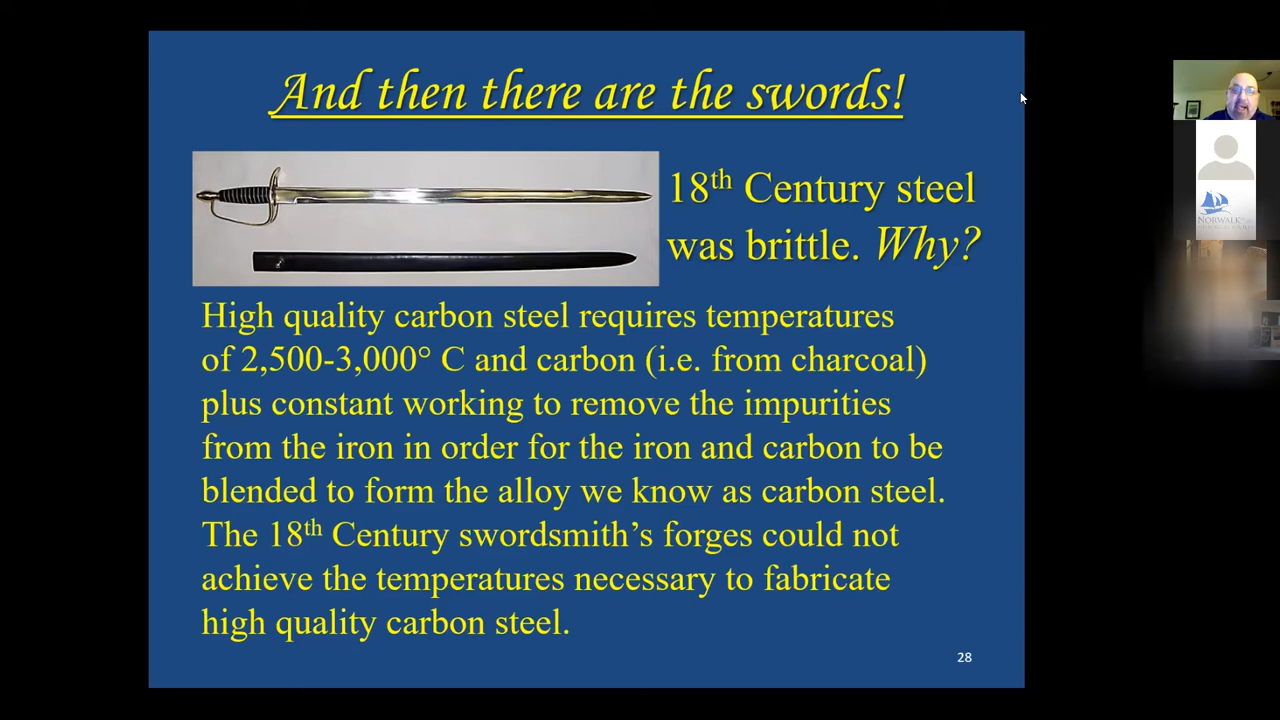 And then there are the swords!
18th Century steel
was brittle. Why?
High quality carbon steel requires temperatures
of 2,500-3,000° C and carbon (i.e. from charcoal)
plus constant working to remove the impurities
from the iron in order for the iron and carbon to be
blended to form the alloy we know as carbon steel.
The 18th Century swordsmith’s forges could not
achieve the temperatures necessary to fabricate
high quality carbon steel.
28
NORWALK